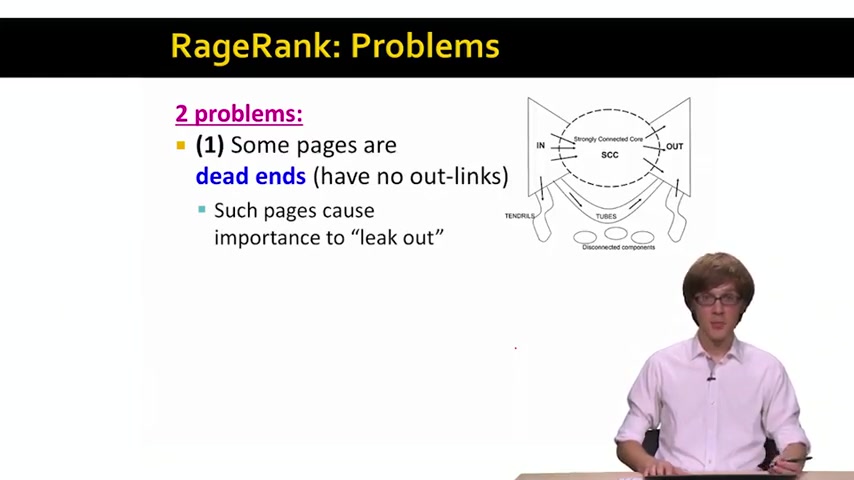 RageRank: Problems
2 problems:
(1) Some pages are
dead ends (have no out-links)
Such pages cause
importance to "leak out"
IN
Strongly Connected Core
SCC
OUT
TENDRILS
TUBES
Disconnected components